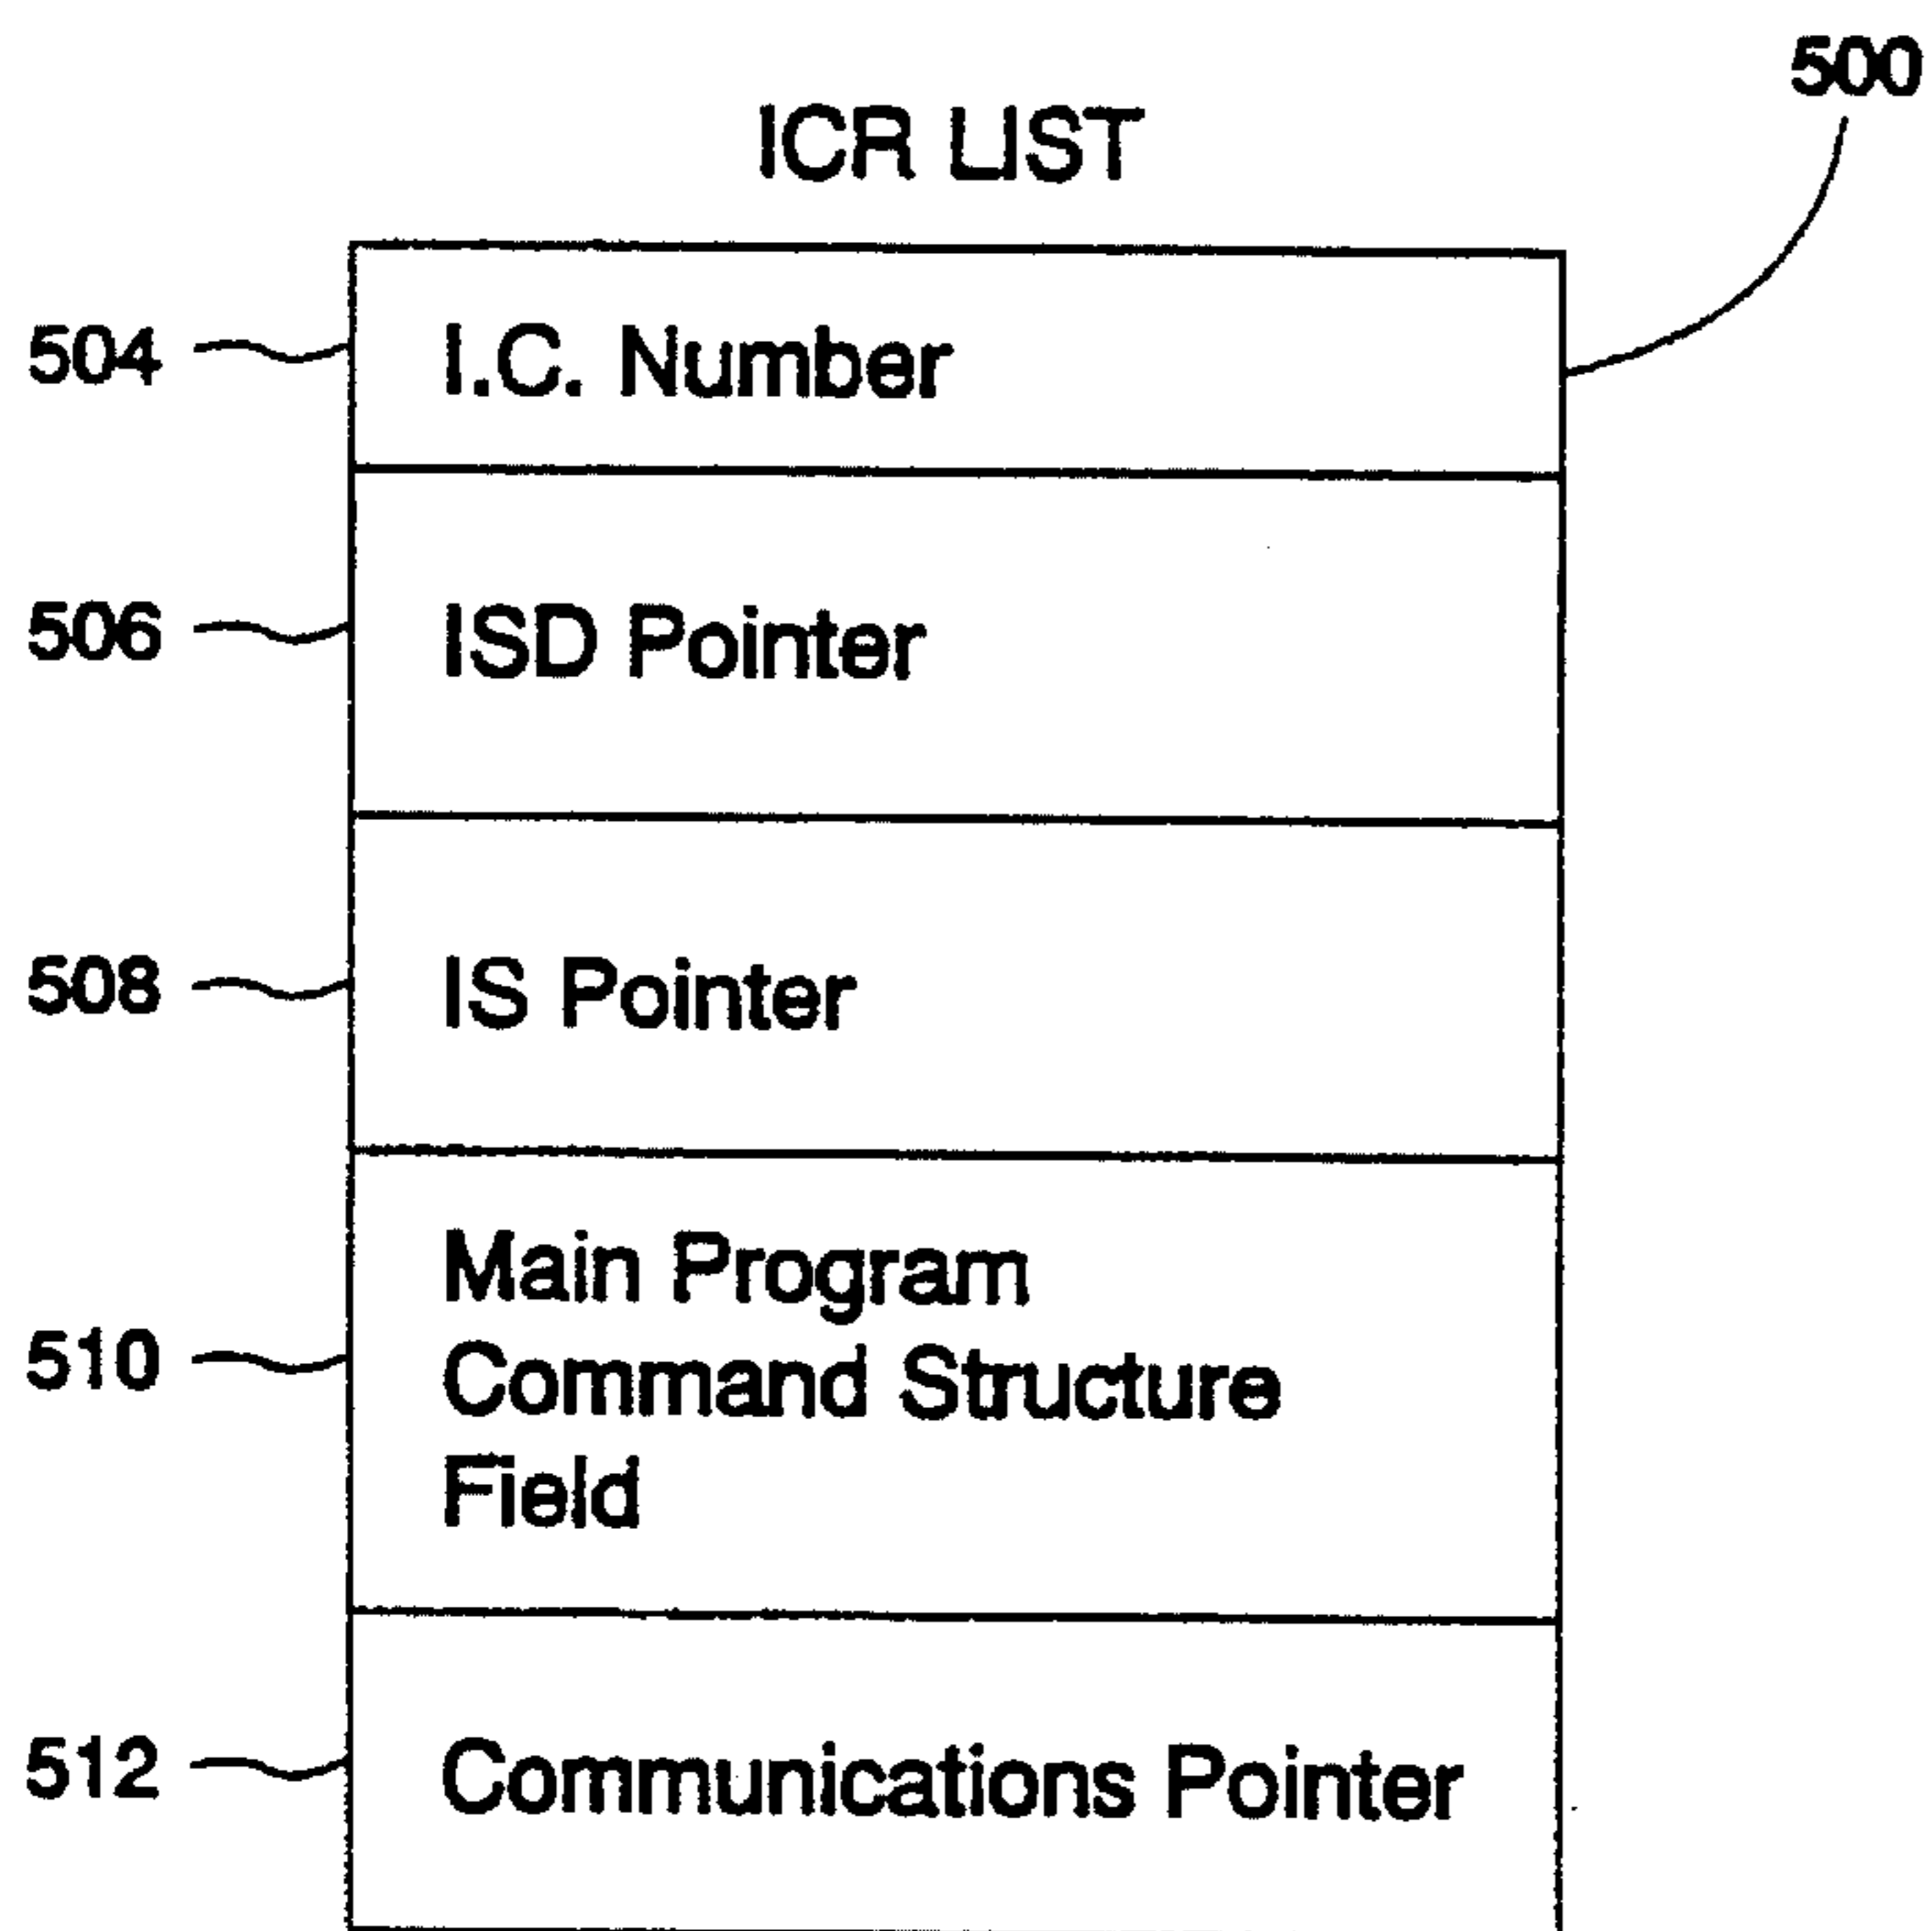 500
ICR LIST
504 I.C. Number
506 ISD Pointer
508 IS Pointer
Main Program
510 Command Structure
Field
512 Communications Pointer